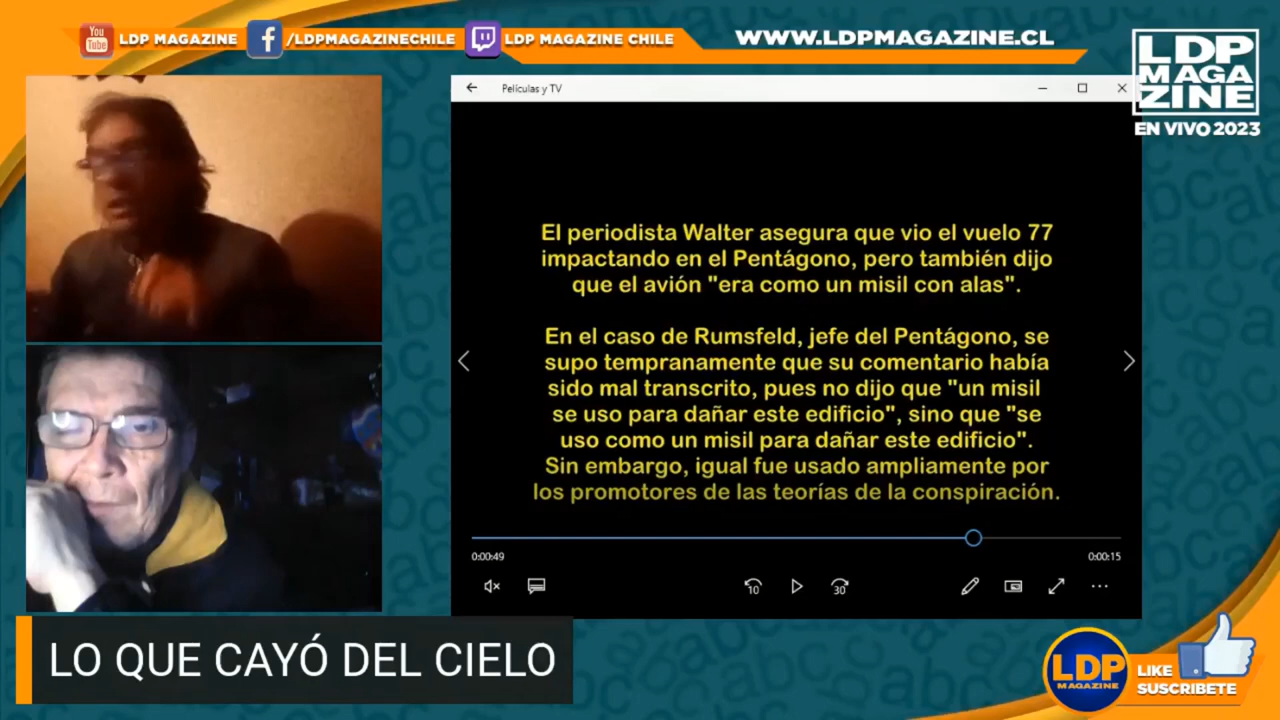 You
Tube
LDP MAGAZINE
/LDPMAGAZINECHILE
LDP MAGAZINE CHILE
WWW.LDPMAGAZINE.CL
LDP
MAGA
ZINE
EN VIVO 2023
Películas y TV
El periodista Walter asegura que vio el vuelo 77
impactando en el Pentágono, pero también dijo
que el avión "era como un misil con alas".
En el caso de Rumsfeld, jefe del Pentágono, se
supo tempranamente que su comentario había
sido mal transcrito, pues no dijo que "un misil
se uso para dañar este edificio", sino que "se
uso como un misil para dañar este edificio".
Sin embargo, igual fue usado ampliamente por
los promotores de las teorías de la conspiración.
0:00:49
0:00:15
10
30
LO QUE CAYÓ DEL CIELO
LDP
MAGAZINE
LIKE
SUSCRIBETE